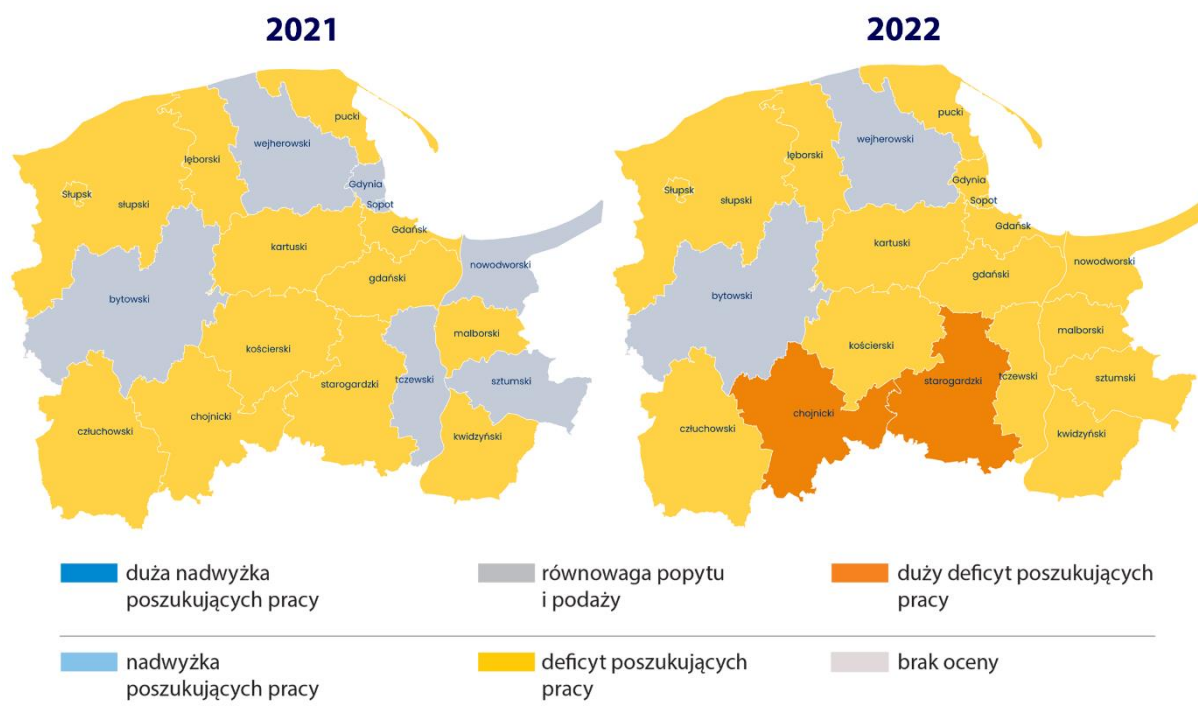 2021
pucki
wejherowski
lęborski
Gdynia
Słupsk
słupski
Sopot
Gdańsk
kartuski
nowodworski
gdański
bytowski
malborski
kościerski
tczewski
sztumski
starogardzki
chojnicki
człuchowski
kwidzyński
2022
pucki
wejherowski
lęborski
Gdynia
Słupsk
słupski
Sopot
Gdańsk
kartuski
nowodworski
gdański
bytowski
malborski
kościerski
tczewski
sztumski
starogardzki
chojnicki
człuchowski
kwidzyński
duża nadwyżka
poszukujących pracy
równowaga popytu
i podaży
duży deficyt poszukujących
pracy
nadwyżka
poszukujących pracy
deficyt poszukujących
pracy
brak oceny